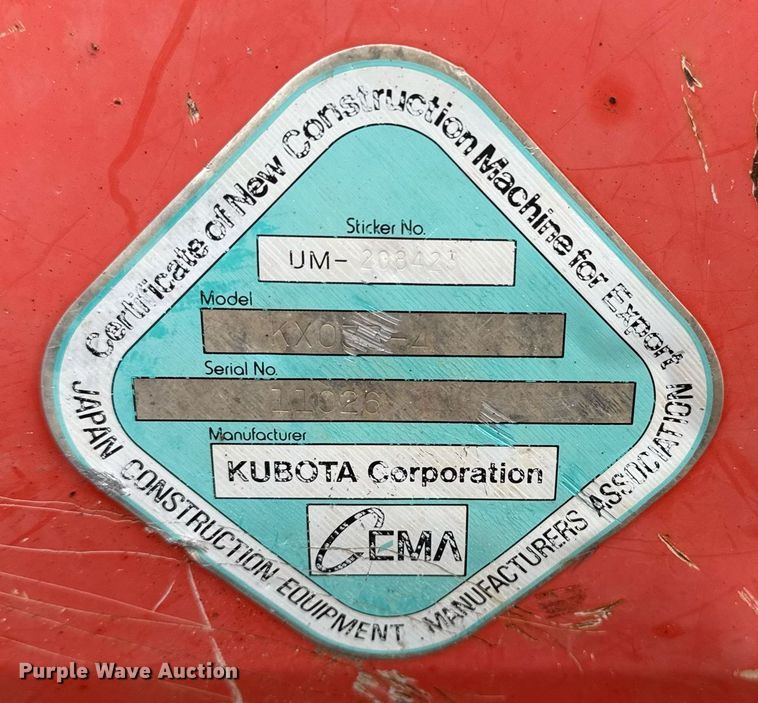 Certificate of New Construction Machine for Export
Sticker No.
UM-
Model
Serial No.
11026
Manufacturer
KUBOTA Corporation
CEMA
JAPAN CONSTRUCTION EQUIPMENT MANUFACTURERS ASSOCIATION
Purple Wave Auction